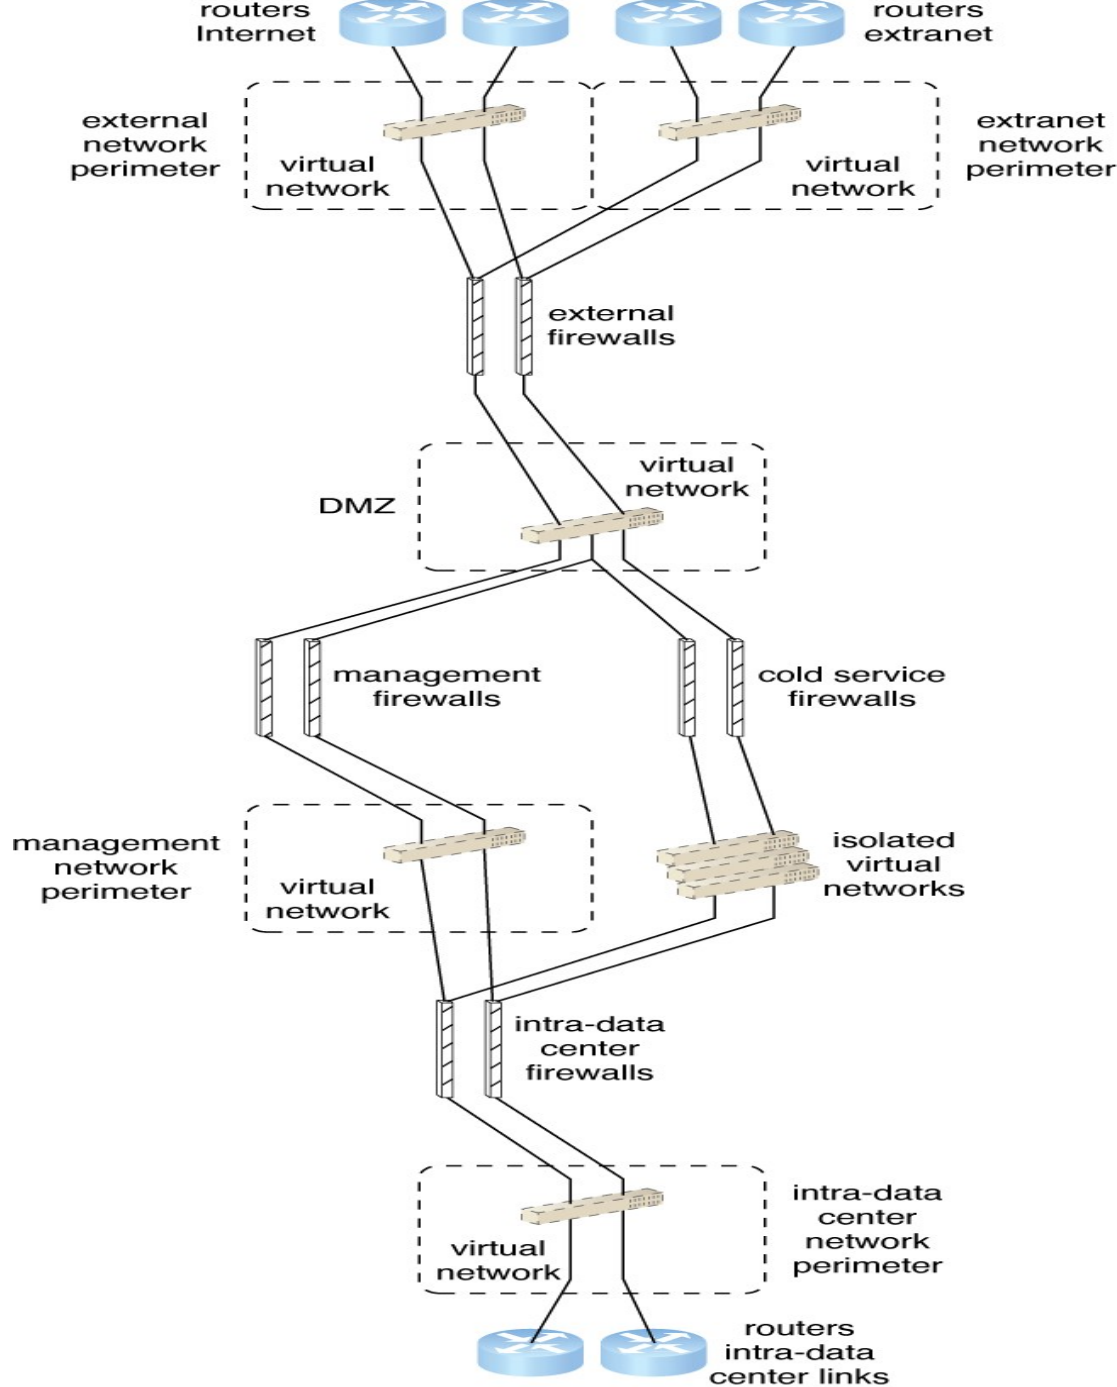 routers
Internet
routers
extranet
external
network
perimeter
virtual
network
virtual
network
extranet
network
perimeter
external
firewalls
DMZ
virtual
network
management
firewalls
cold service
firewalls
management
network
perimeter
virtual
network
isolated
virtual
networks
intra-data
center
firewalls
virtual
network
intra-data
center
network
perimeter
routers
intra-data
center links